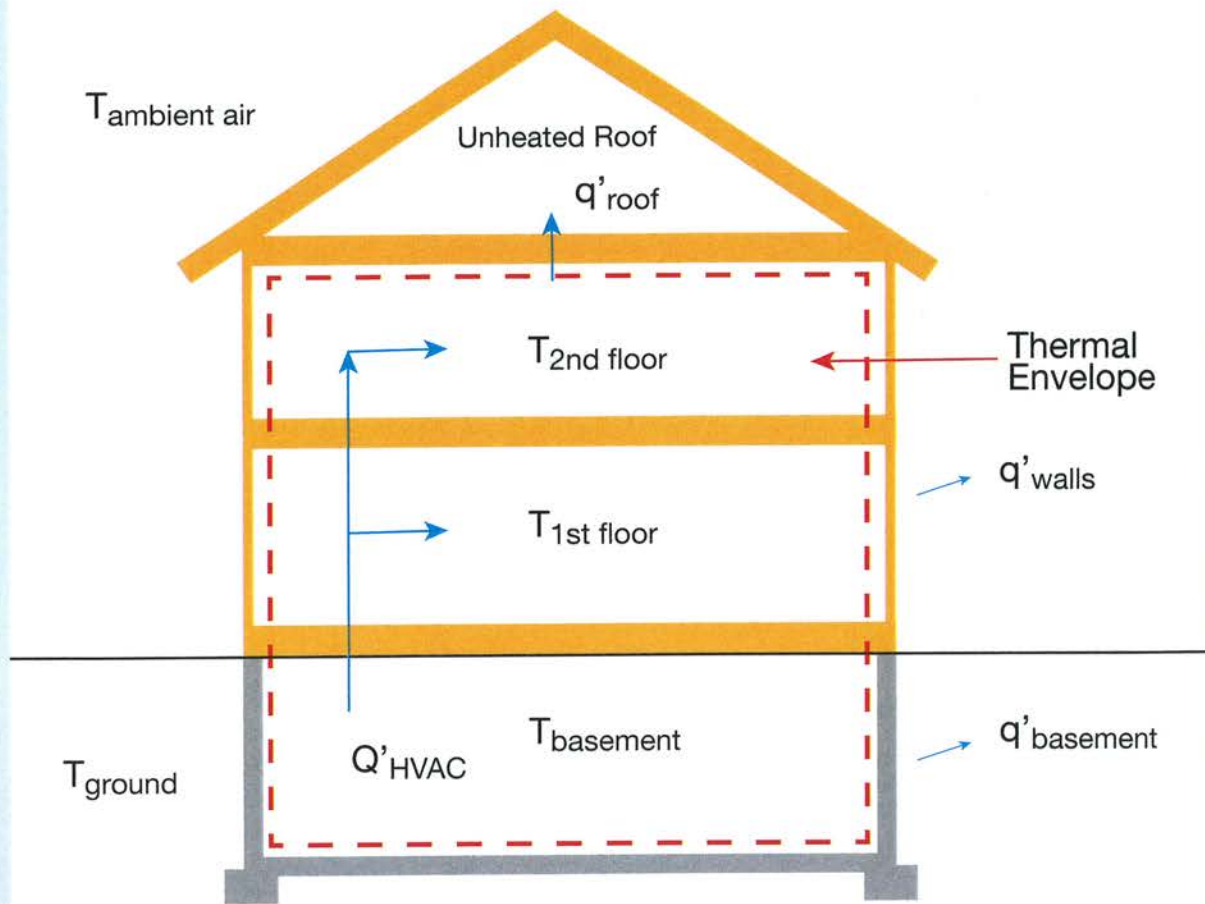 Tambient air
Unheated Roof
q'roof
T2nd floor
Thermal
Envelope
q'walls
T1st floor
Tbasement
q'basement
Q'HVAC
Tground